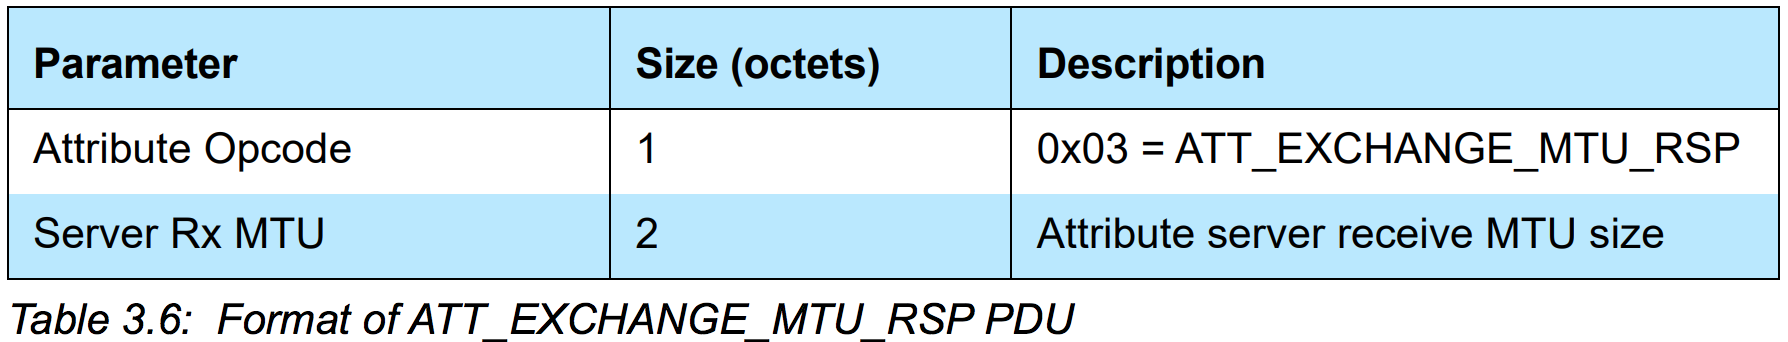 Parameter Size (octets) Description
Attribute Opcode 1 0x03 = ATT_EXCHANGE_MTU_RSP
Server Rx MTU 2 Attribute server receive MTU size
Table 3.6: Format of ATT_EXCHANGE_MTU_RSP PDU